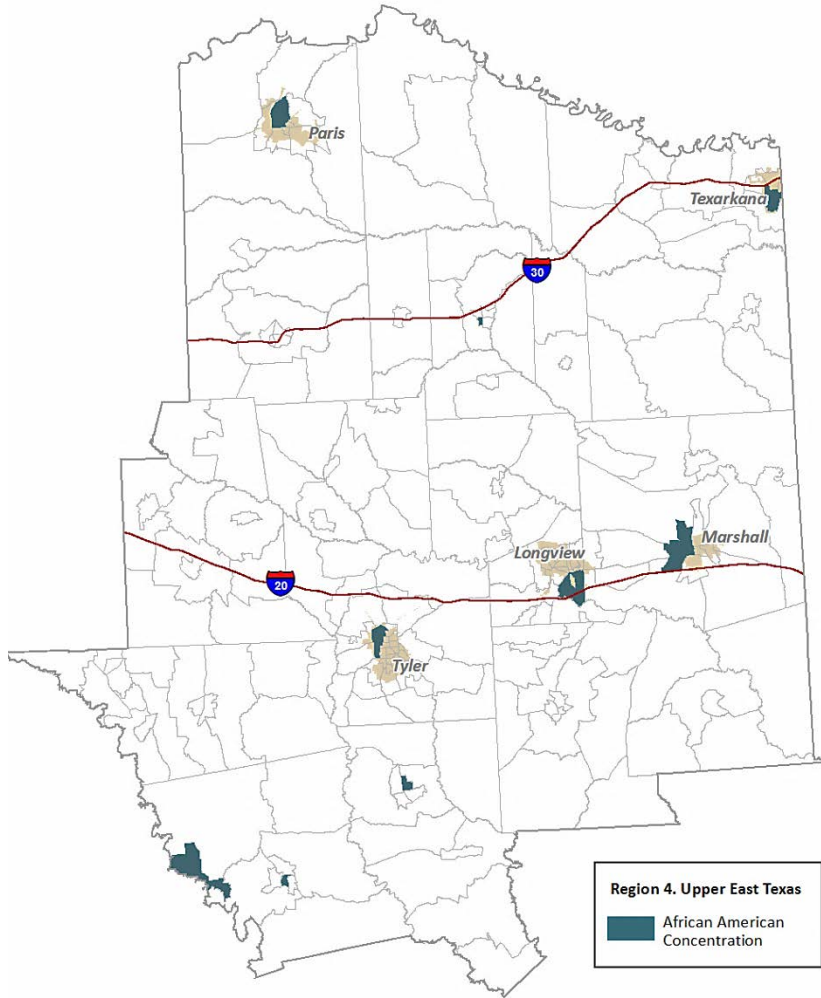 Paris
Texarkana
30
Marshall
Longview
20
Tyler
Region 4. Upper East Texas
African American
Concentration